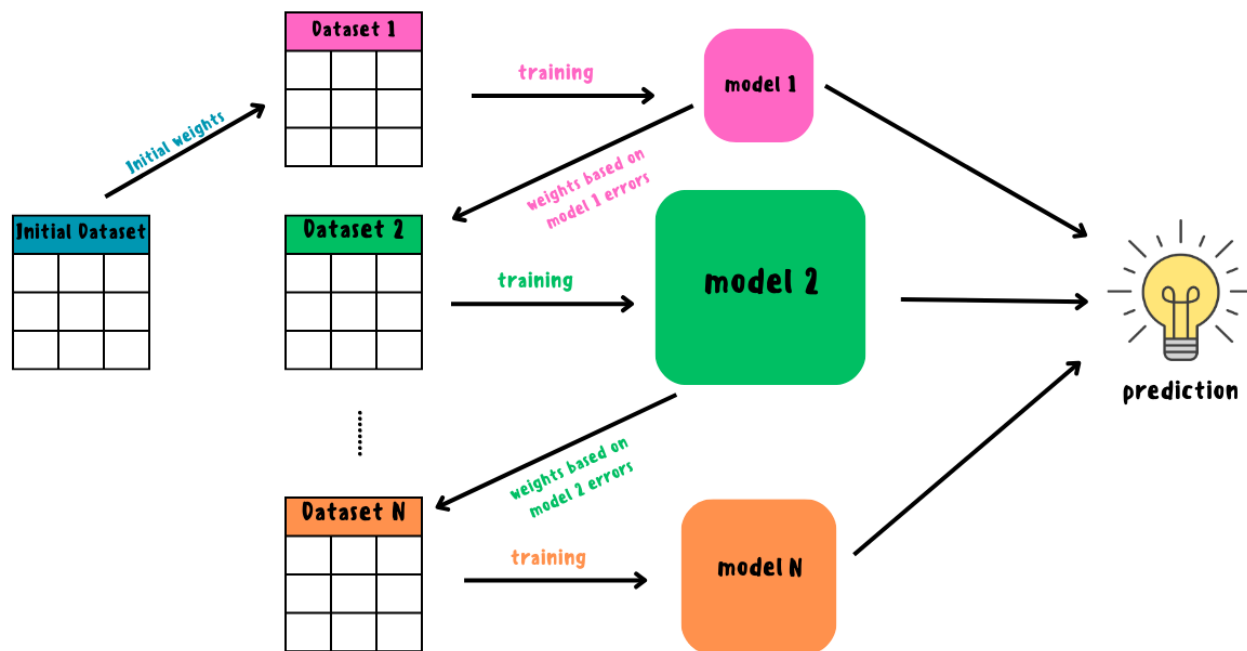 Dataset 1
training
model 1
Initial weights
weights based on
model 1 errors
Initial Dataset
Dataset 2
training
model 2
prediction
weights based on
model 2 errors
Dataset N
training
model N